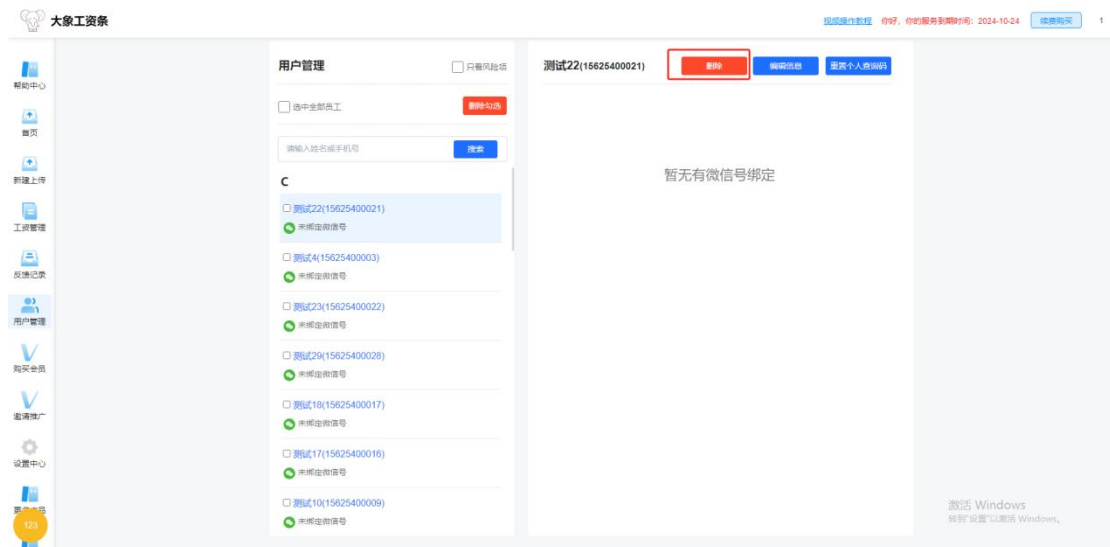 大象工资条
视频操作教程 你好，你的服务到期时间：2024-10-24 续费购买 1
帮助中心
首页
新建上传
工资管理
反馈记录
用户管理
购买会员
邀请推广
设置中心
123
用户管理 只看风险项
选中全部员工 删除勾选
请输入姓名或手机号 搜索
C
测试22(15625400021)
未绑定微信号
测试4(15625400003)
未绑定微信号
测试23(15625400022)
未绑定微信号
测试29(15625400028)
未绑定微信号
测试18(15625400017)
未绑定微信号
测试17(15625400016)
未绑定微信号
测试10(15625400009)
未绑定微信号
测试22(15625400021) 删除 编辑信息 重置个人查询码
暂无有微信号绑定
激活 Windows
转到"设置"以激活 Windows。